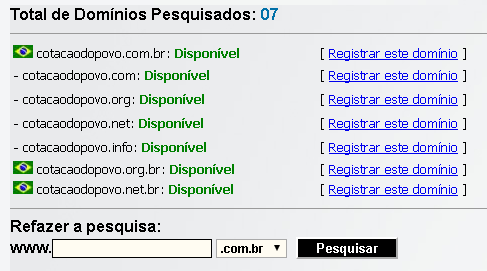 Total de Domínios Pesquisados: 07
cotacaodopovo.com.br: Disponível [ Registrar este domínio ]
- cotacaodopovo.com: Disponível [ Registrar este domínio ]
- cotacaodopovo.org: Disponível [ Registrar este domínio ]
- cotacaodopovo.net: Disponível [ Registrar este domínio ]
- cotacaodopovo.info: Disponível [ Registrar este domínio ]
cotacaodopovo.org.br: Disponível [ Registrar este domínio ]
cotacaodopovo.net.br: Disponível [ Registrar este domínio ]
Refazer a pesquisa:
www. .com.br Pesquisar